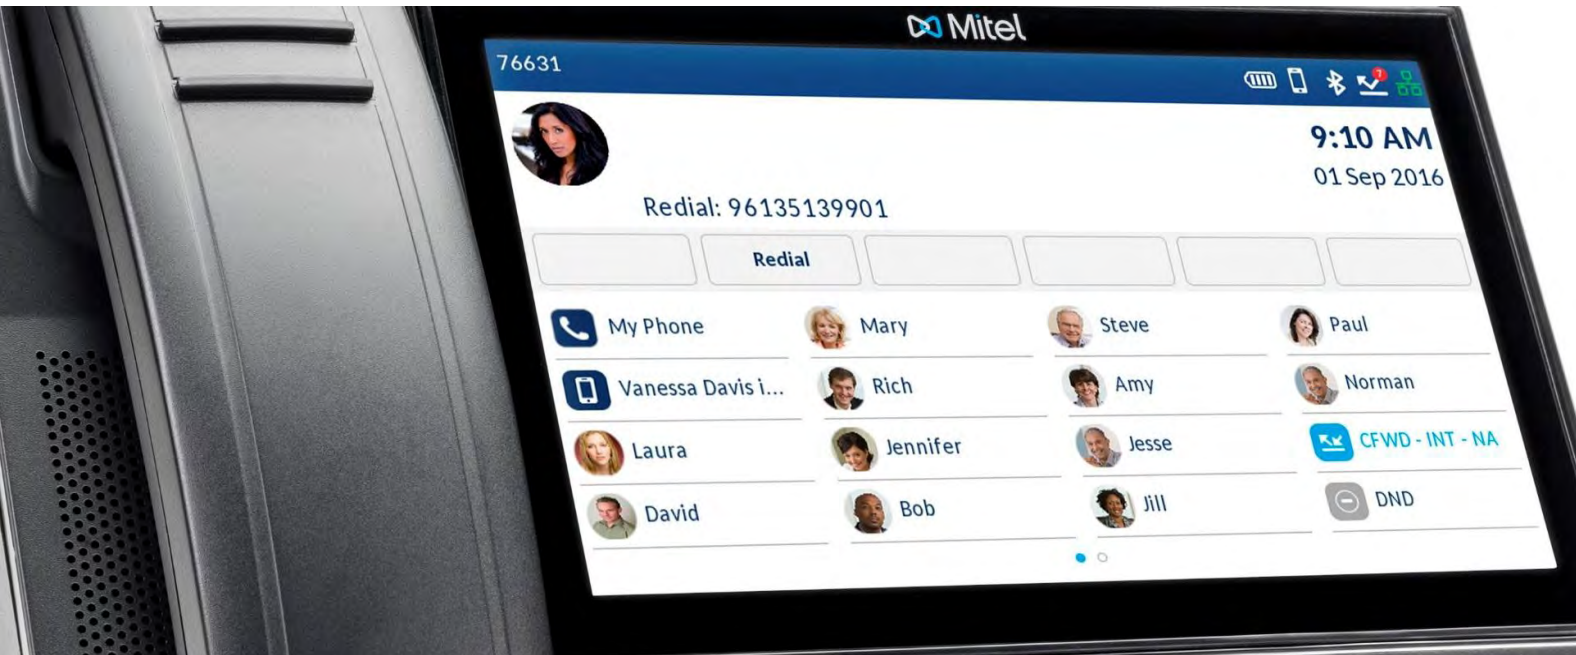 Mitel
76631
7
9:10 AM
01 Sep 2016
Redial: 96135139901
Redial
My Phone
Mary
Steve
Paul
Vanessa Davis i...
Rich
Amy
Norman
Laura
Jennifer
Jesse
CFWD - INT - NA
David
Bob
Jill
DND